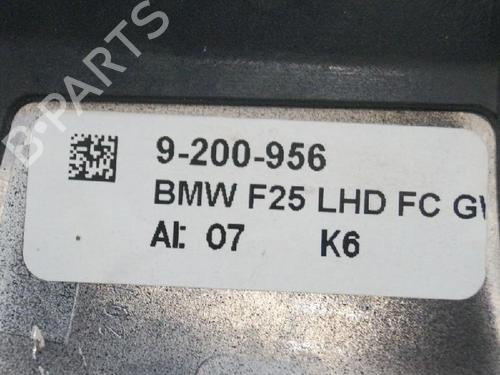 9-200-956
BMW F25 LHD FC
AI: 07 K6
B-PARTS